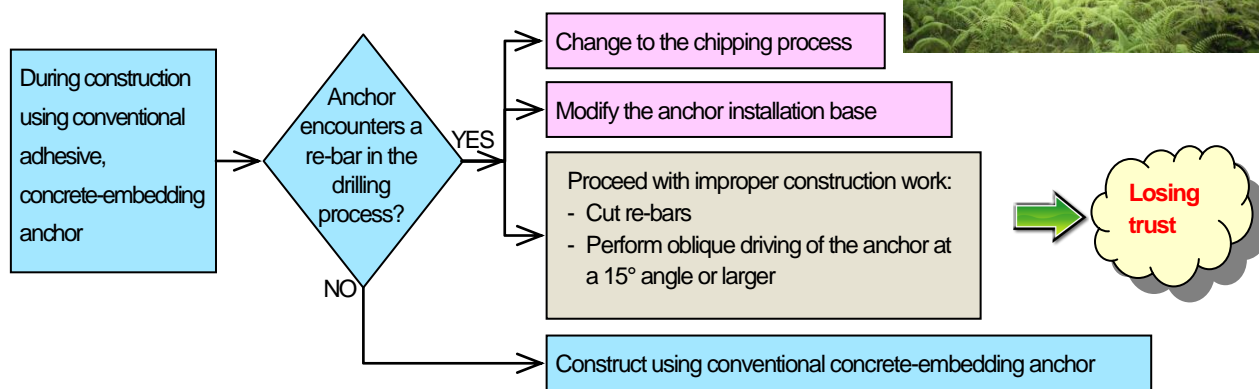 During construction
using conventional
adhesive,
concrete-embedding
anchor
Anchor
encounters a
re-bar in the
drilling
process?
YES
NO
Change to the chipping process
Modify the anchor installation base
Proceed with improper construction work:
- Cut re-bars
- Perform oblique driving of the anchor at
a 15° angle or larger
Losing
trust
Construct using conventional concrete-embedding anchor